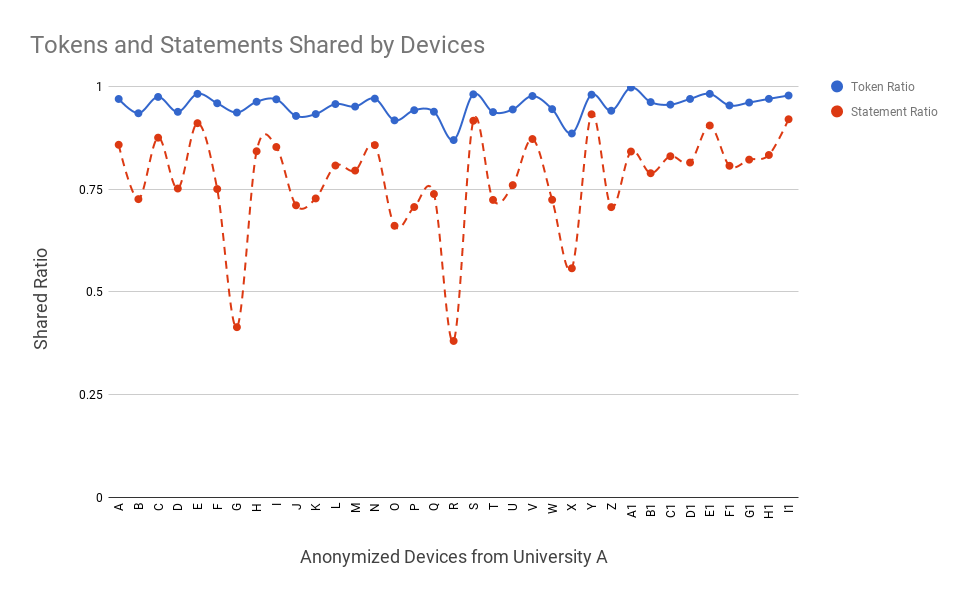 Tokens and Statements Shared by Devices
Token Ratio
Statement Ratio
Shared Ratio
1
0.75
0.5
0.25
0
A B C D E F G H I J K L M N O P Q R S T U V W X Y Z A1 B1 C1 D1 E1 F1 G1 H1 I1
Anonymized Devices from University A